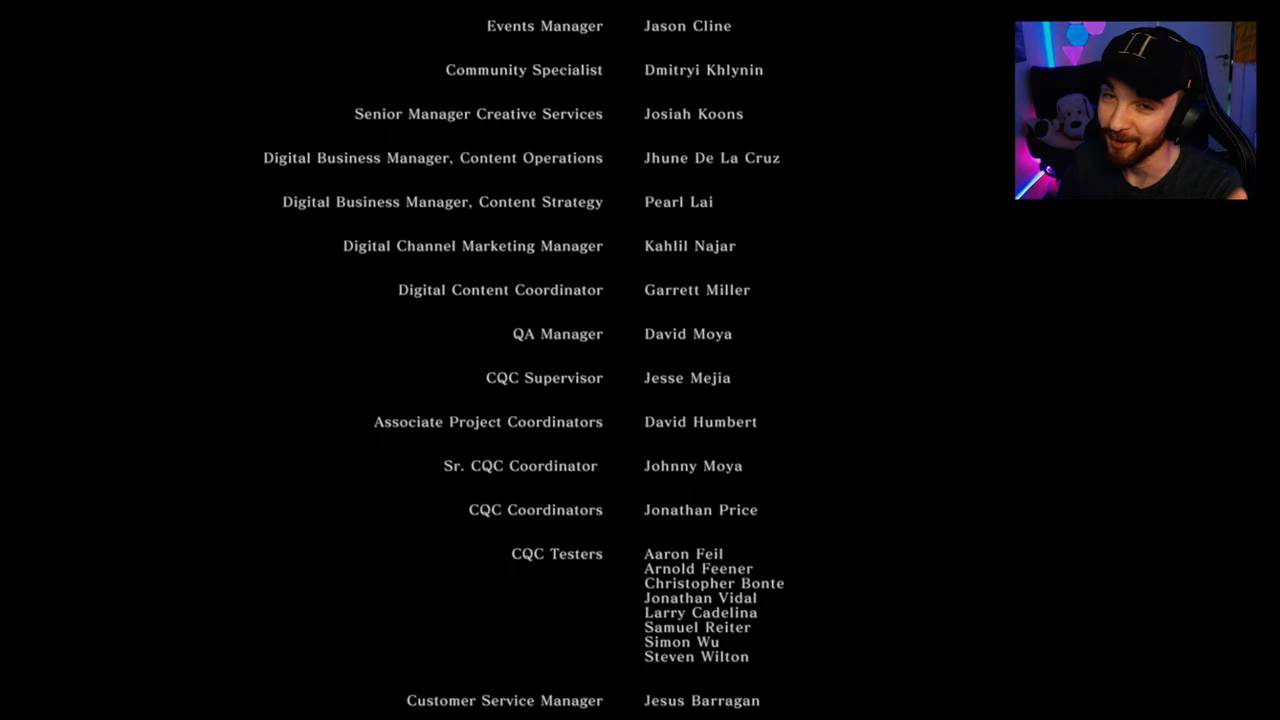 Events Manager Jason Cline
Community Specialist Dmitryi Khlynin
Senior Manager Creative Services Josiah Koons
Digital Business Manager, Content Operations Jhune De La Cruz
Digital Business Manager, Content Strategy Pearl Lai
Digital Channel Marketing Manager Kahlil Najar
Digital Content Coordinator Garrett Miller
QA Manager David Moya
CQC Supervisor Jesse Mejia
Associate Project Coordinators David Humbert
Sr. CQC Coordinator Johnny Moya
CQC Coordinators Jonathan Price
CQC Testers Aaron Feil
Arnold Feener
Christopher Bonte
Jonathan Vidal
Larry Cadelina
Samuel Reiter
Simon Wu
Steven Wilton
Customer Service Manager Jesus Barragan
II